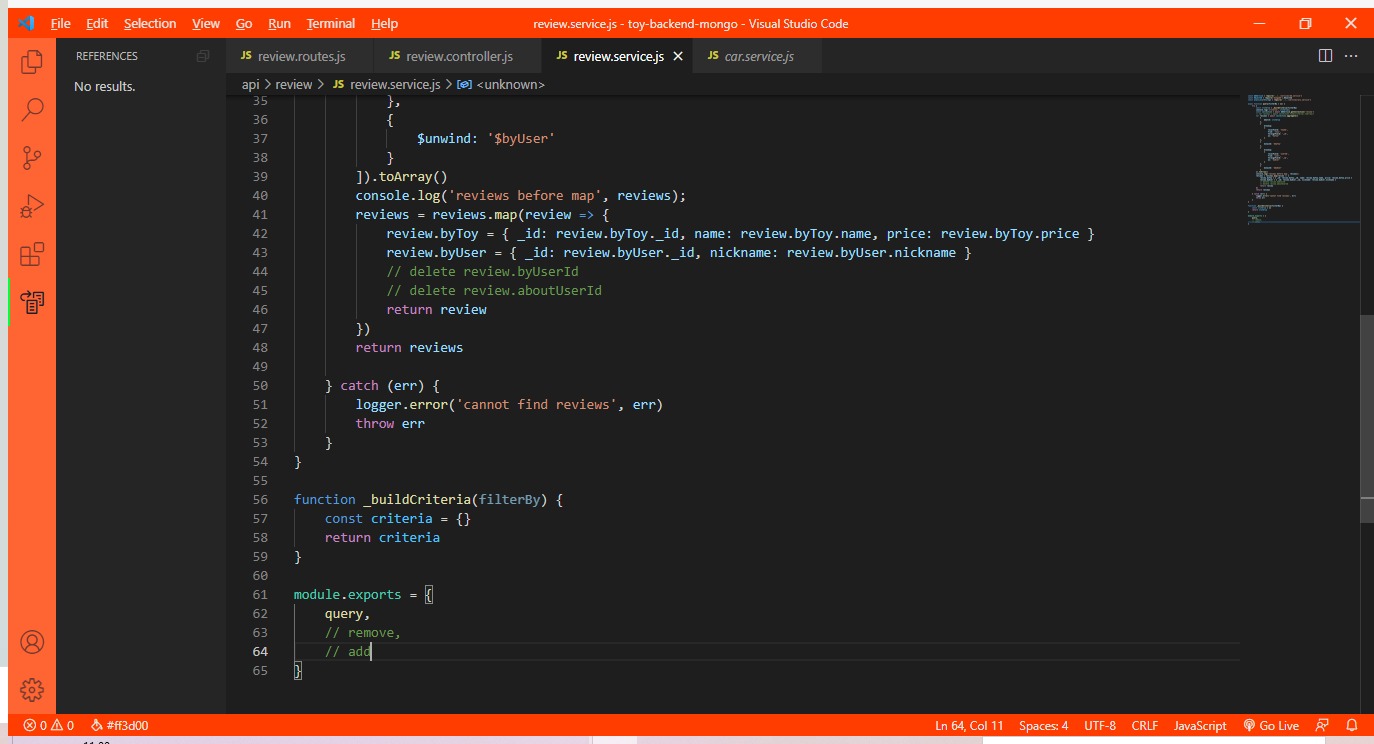 File Edit Selection View Go Run Terminal Help review.service.js - toy-backend-mongo - Visual Studio Code
REFERENCES
No results.
JS review.routes.js JS review.controller.js JS review.service.js JS car.service.js
api > review > JS review.service.js > <unknown>
35 },
36 {
37 $unwind: '$byUser'
38 }
39 ]).toArray()
40 console.log('reviews before map', reviews);
41 reviews = reviews.map(review => {
42 review.byToy = { _id: review.byToy._id, name: review.byToy.name, price: review.byToy.price }
43 review.byUser = { _id: review.byUser._id, nickname: review.byUser.nickname }
44 // delete review.byUserId
45 // delete review.aboutUserId
46 return review
47 })
48 return reviews
49
50 } catch (err) {
51 logger.error('cannot find reviews', err)
52 throw err
53 }
54 }
55
56 function _buildCriteria(filterBy) {
57 const criteria = {}
58 return criteria
59 }
60
61 module.exports = {
62 query,
63 // remove,
64 // add
65 }
0 0 #ff3d00 Ln 64, Col 11 Spaces: 4 UTF-8 CRLF JavaScript Go Live